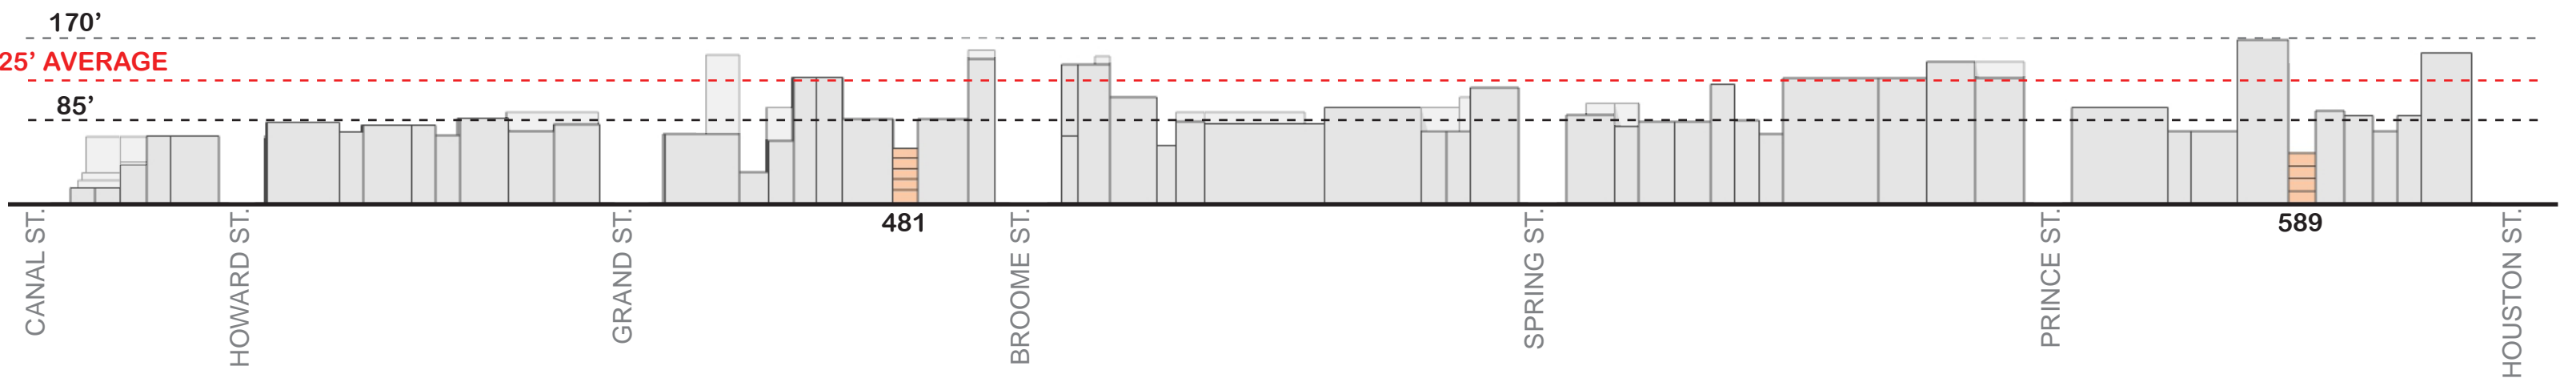 170’
25’ AVERAGE
85’
481
589
CANAL ST.
HOWARD ST.
GRAND ST.
BROOME ST.
SPRING ST.
PRINCE ST.
HOUSTON ST.